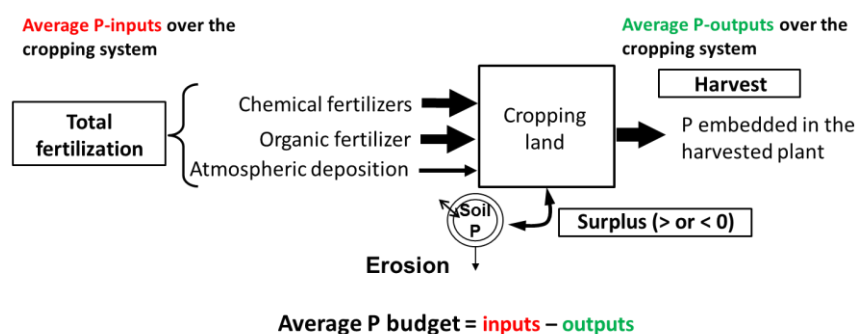 Average P-inputs over the
cropping system
Average P-outputs over the
cropping system
Harvest
Total
fertilization
Chemical fertilizers
Organic fertilizer
Atmospheric deposition
Cropping
land
P embedded in the
harvested plant
Soil
P
Surplus (> or < 0)
Erosion
Average P budget = inputs – outputs